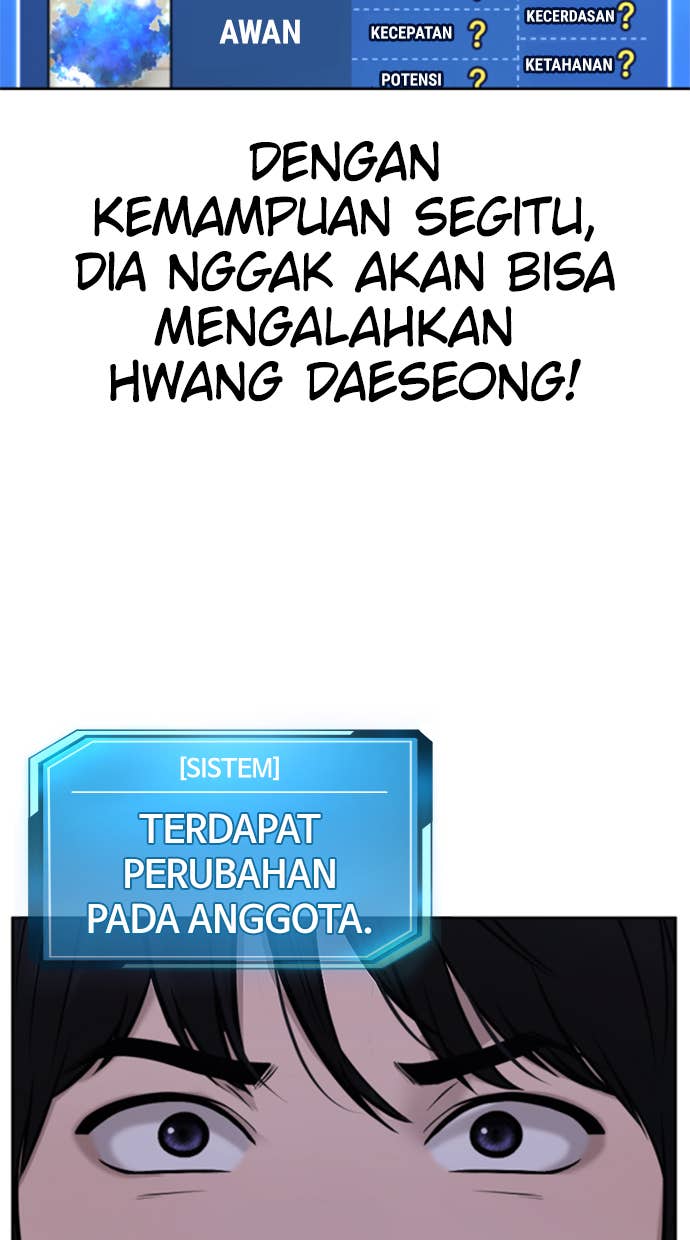 KECERDASAN?
AWAN
KECEPATAN ?
KETAHANAN?
POTENSI ?
DENGAN
KEMAMPUAN SEGITU,
DIA NGGAK AKAN BISA
MENGALAHKAN
HWANG DAESEONG!
[SISTEM]
TERDAPAT
PERUBAHAN
PADA ANGGOTA.